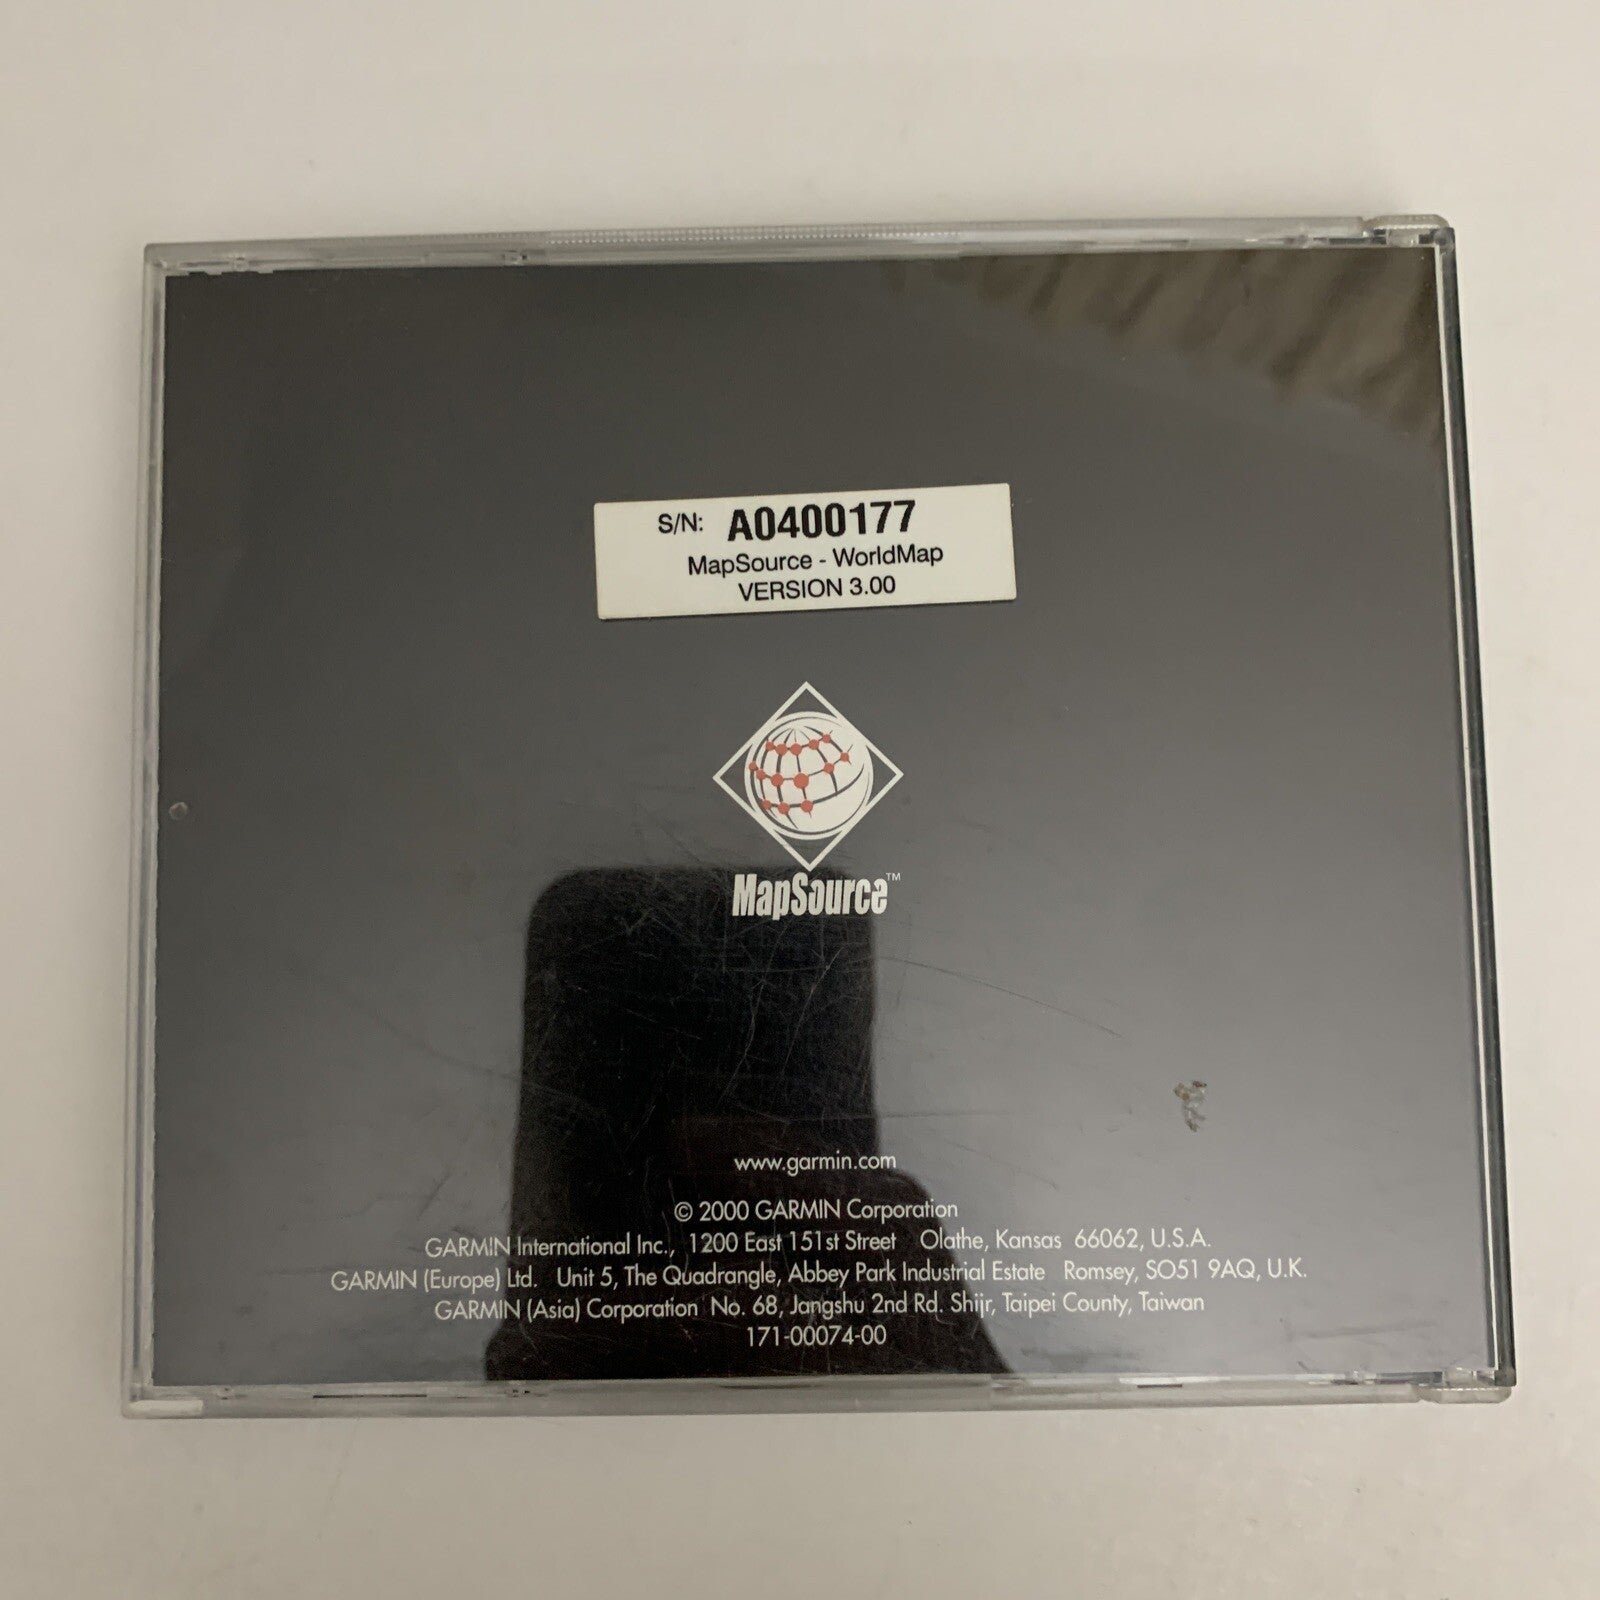 S/N: A0400177
MapSource - WorldMap
VERSION 3.00
MapSource™
www.garmin.com
© 2000 GARMIN Corporation
GARMIN International Inc., 1200 East 151st Street Olathe, Kansas 66062, U.S.A.
GARMIN (Europe) Ltd. Unit 5, The Quadrangle, Abbey Park Industrial Estate Romsey, SO51 9AQ, U.K.
GARMIN (Asia) Corporation No. 68, Jangshu 2nd Rd. Shijr, Taipei County, Taiwan
171-00074-00